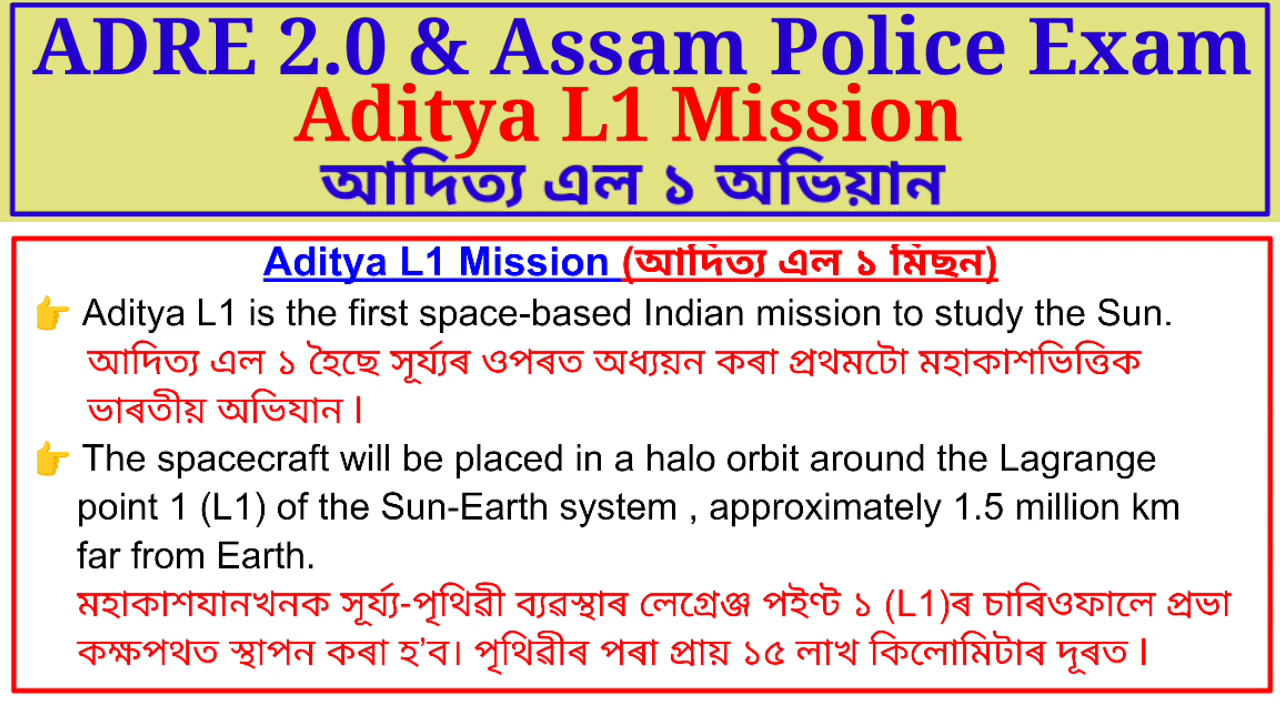 ADRE 2.0 & Assam Police Exam
Aditya L1 Mission
আদিত্য এল ১ অভিয়ান
Aditya L1 Mission (আদিত্য এল ১ মিছন)
👉 Aditya L1 is the first space-based Indian mission to study the Sun.
আদিত্য এল ১ হৈছে সূৰ্য্যৰ ওপৰত অধ্যয়ন কৰা প্ৰথমটো মহাকাশভিত্তিক
ভাৰতীয় অভিযান l
👉 The spacecraft will be placed in a halo orbit around the Lagrange
point 1 (L1) of the Sun-Earth system , approximately 1.5 million km
far from Earth.
মহাকাশযানখনক সূৰ্য্য-পৃথিৱী ব্যৱস্থাৰ লেগ্ৰেঞ্জ পইণ্ট ১ (L1)ৰ চাৰিওফালে প্ৰভা
কক্ষপথত স্থাপন কৰা হ’ব। পৃথিৱীৰ পৰা প্ৰায় ১৫ লাখ কিলোমিটাৰ দূৰত l